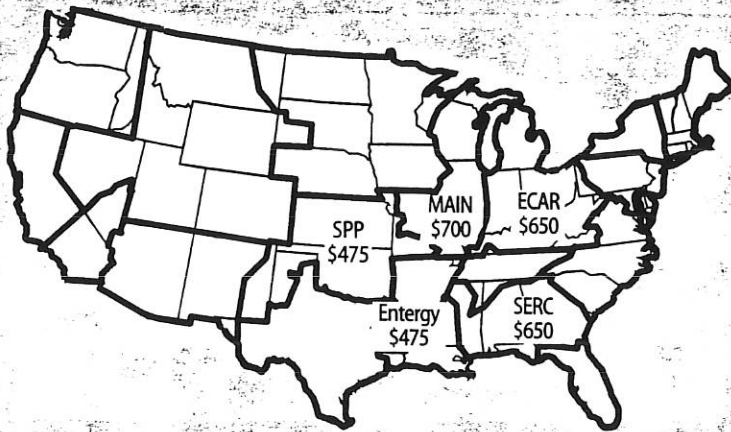 MAIN
$700
ECAR
$650
SPP
$475
Entergy
$475
SERC
$650